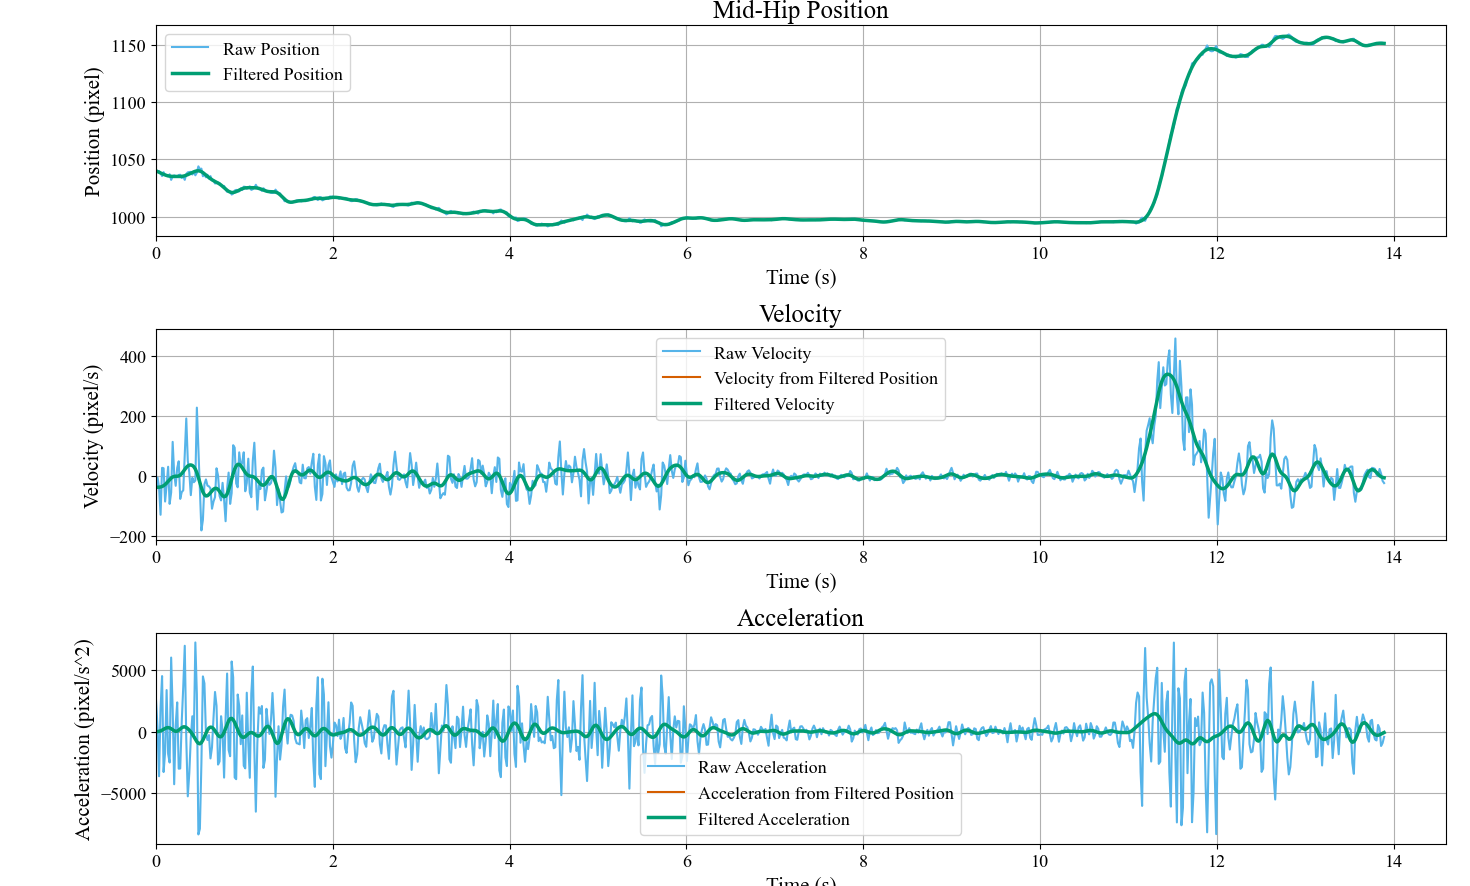 Mid-Hip Position
Raw Position
Filtered Position
Position (pixel)
1150
1100
1050
1000
0 2 4 6 8 10 12 14
Time (s)
Velocity
Raw Velocity
Velocity from Filtered Position
Filtered Velocity
Velocity (pixel/s)
400
200
0
−200
0 2 4 6 8 10 12 14
Time (s)
Acceleration
Acceleration (pixel/s^2)
5000
0
−5000
Raw Acceleration
Acceleration from Filtered Position
Filtered Acceleration
0 2 4 6 8 10 12 14
Time (s)